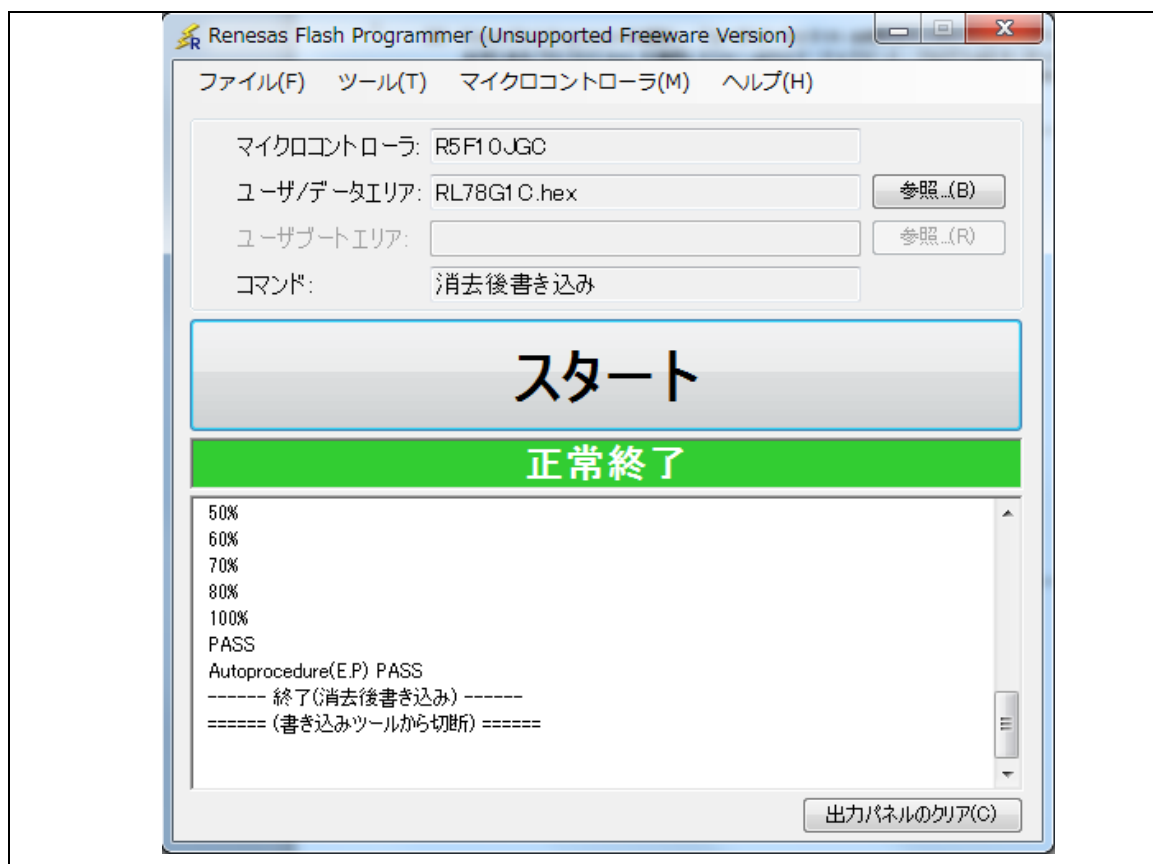 Renesas Flash Programmer (Unsupported Freeware Version)
ファイル(F) ツール(T) マイクロコントローラ(M) ヘルプ(H)
マイクロコントローラ: R5F10JGC
ユーザ/データエリア: RL78G1C.hex 参照...(B)
ユーザブートエリア: 参照...(R)
コマンド: 消去後書き込み
スタート
正常終了
50%
60%
70%
80%
100%
PASS
Autoprocedure(E.P) PASS
------ 終了(消去後書き込み) ------
====== (書き込みツールから切断) ======
出力パネルのクリア(C)